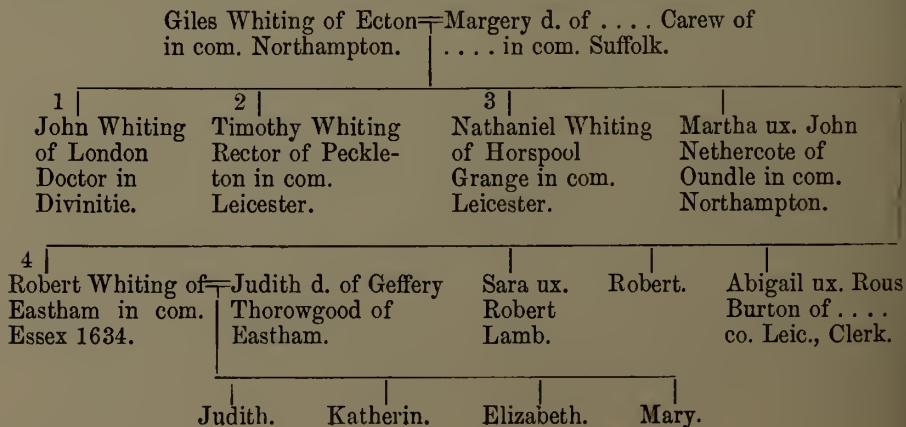 Giles Whiting of Ecton
in com. Northampton.
Margery d. of . . . . Carew of
. . . . in com. Suffolk.
1
John Whiting
of London
Doctor in
Divinitie.
2
Timothy Whiting
Rector of Peckle-
ton in com.
Leicester.
3
Nathaniel Whiting
of Horspool
Grange in com.
Leicester.
Martha ux. John
Nethercote of
Oundle in com.
Northampton.
4
Robert Whiting of
Eastham in com.
Essex 1634.
Judith d. of Geffery
Thorowgood of
Eastham.
Sara ux.
Robert
Lamb.
Robert.
Abigail ux. Rous
Burton of . . . .
co. Leic., Clerk.
Judith.
Katherin.
Elizabeth.
Mary.